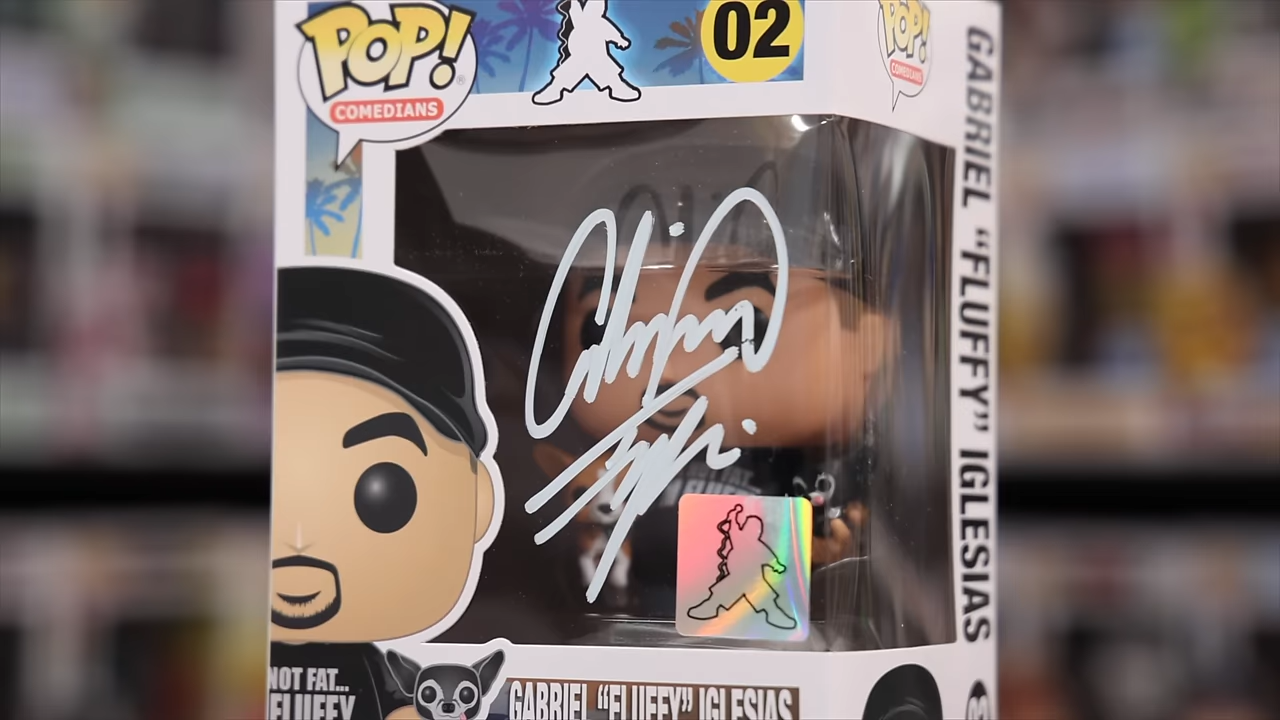 POP!
COMEDIANS
02
POP!
COMEDIANS
GABRIEL “FLUFFY” IGLESIAS
NOT FAT...
FLUFFY
GABRIEL “FLUFFY” IGLESIAS